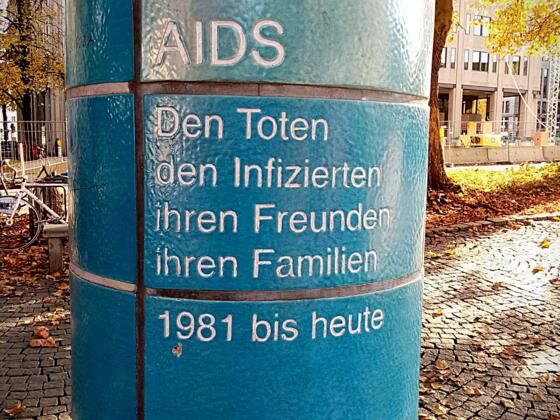 AIDS
Den Toten
den Infizierten
ihren Freunden
ihren Familien
1981 bis heute